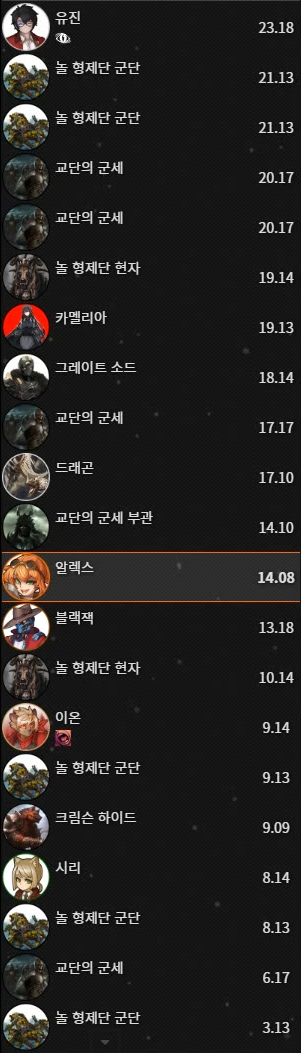 유진
23.18
놀 형제단 군단
21.13
놀 형제단 군단
21.13
교단의 군세
20.17
교단의 군세
20.17
놀 형제단 현자
19.14
카멜리아
19.13
그레이트 소드
18.14
교단의 군세
17.17
드래곤
17.10
교단의 군세 부관
14.10
알렉스
14.08
블랙잭
13.18
놀 형제단 현자
10.14
이온
9.14
놀 형제단 군단
9.13
크림슨 하이드
9.09
시리
8.14
놀 형제단 군단
8.13
교단의 군세
6.17
놀 형제단 군단
3.13